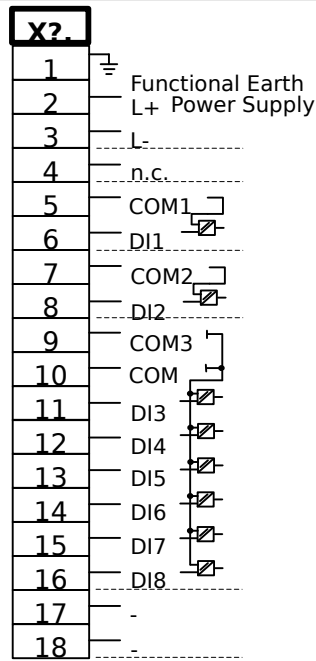 X?.
1
Functional Earth
2 L+ Power Supply
3 L-
4 n.c.
5 COM1
6 DI1
7 COM2
8 DI2
9 COM3
10 COM
11 DI3
12 DI4
13 DI5
14 DI6
15 DI7
16 DI8
17 -
18 -